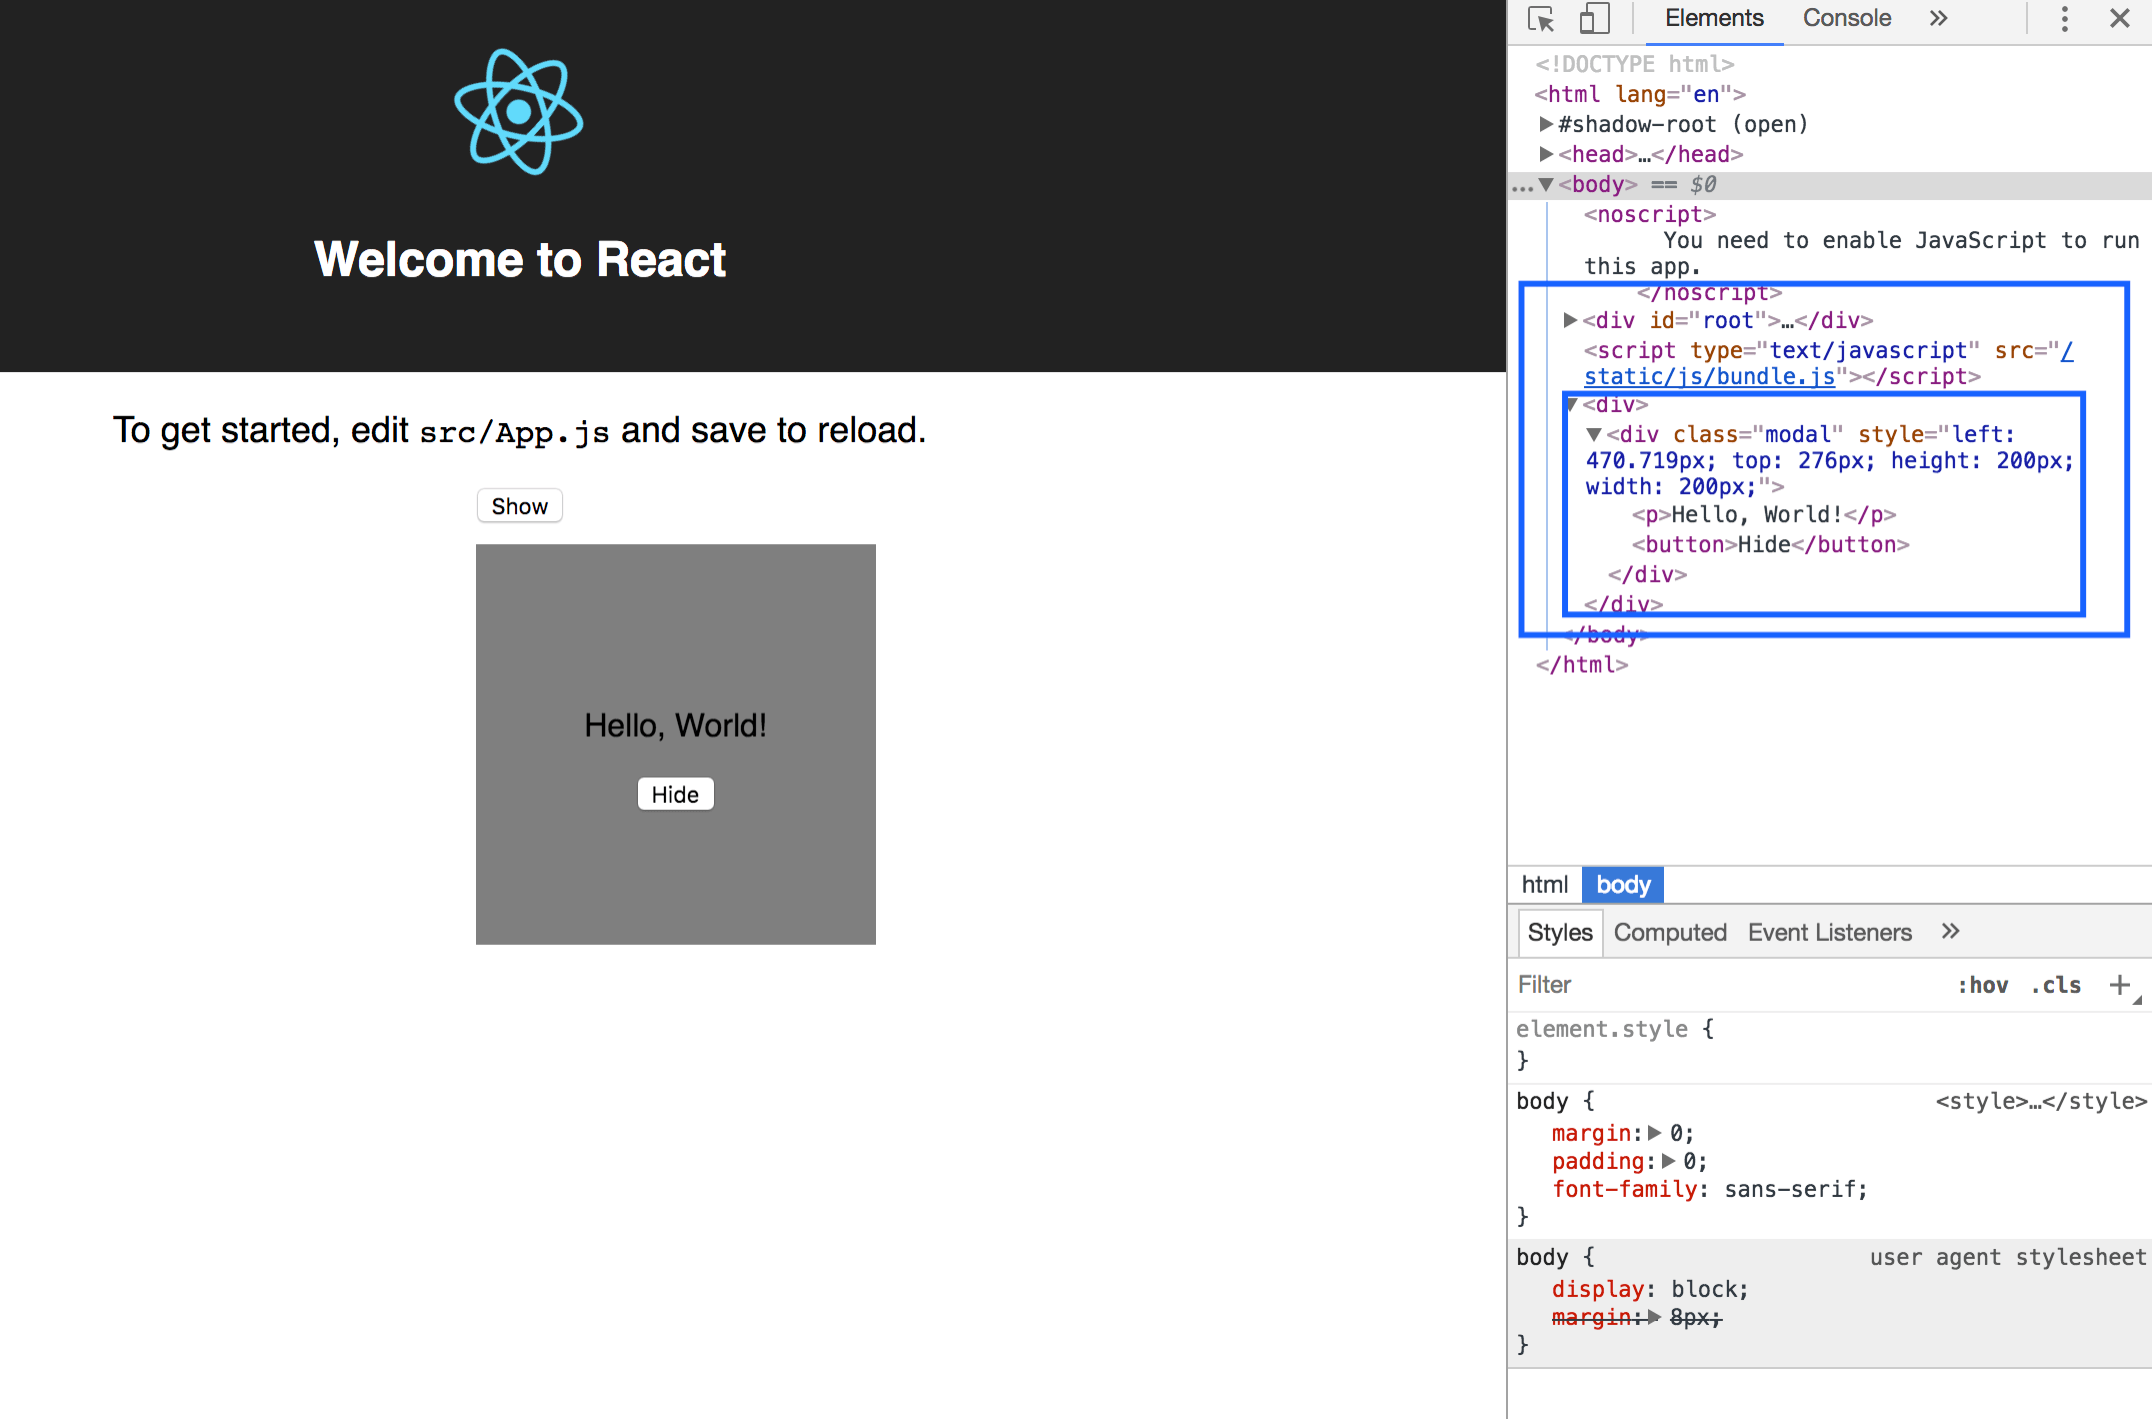 Welcome to React
To get started, edit src/App.js and save to reload.
Show
Hello, World!
Hide
Elements Console »
<!DOCTYPE html>
<html lang="en">
▶#shadow-root (open)
▶<head>…</head>
…▼<body> == $0
<noscript>
You need to enable JavaScript to run
this app.
</noscript>
▶<div id="root">…</div>
<script type="text/javascript" src="/
static/js/bundle.js"></script>
▼<div>
▼<div class="modal" style="left:
470.719px; top: 276px; height: 200px;
width: 200px;">
<p>Hello, World!</p>
<button>Hide</button>
</div>
</div>
</body>
</html>
html body
Styles Computed Event Listeners »
Filter :hov .cls +
element.style {
}
body { <style>…</style>
margin:▶ 0;
padding:▶ 0;
font-family: sans-serif;
}
body { user agent stylesheet
display: block;
margin:▶ 8px;
}